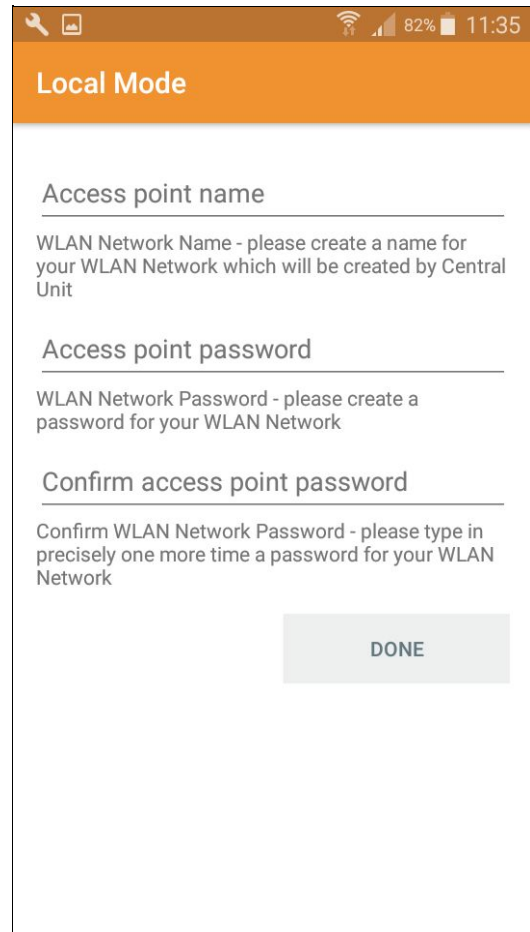 82% 11:35
Local Mode
Access point name
WLAN Network Name - please create a name for
your WLAN Network which will be created by Central
Unit
Access point password
WLAN Network Password - please create a
password for your WLAN Network
Confirm access point password
Confirm WLAN Network Password - please type in
precisely one more time a password for your WLAN
Network
DONE